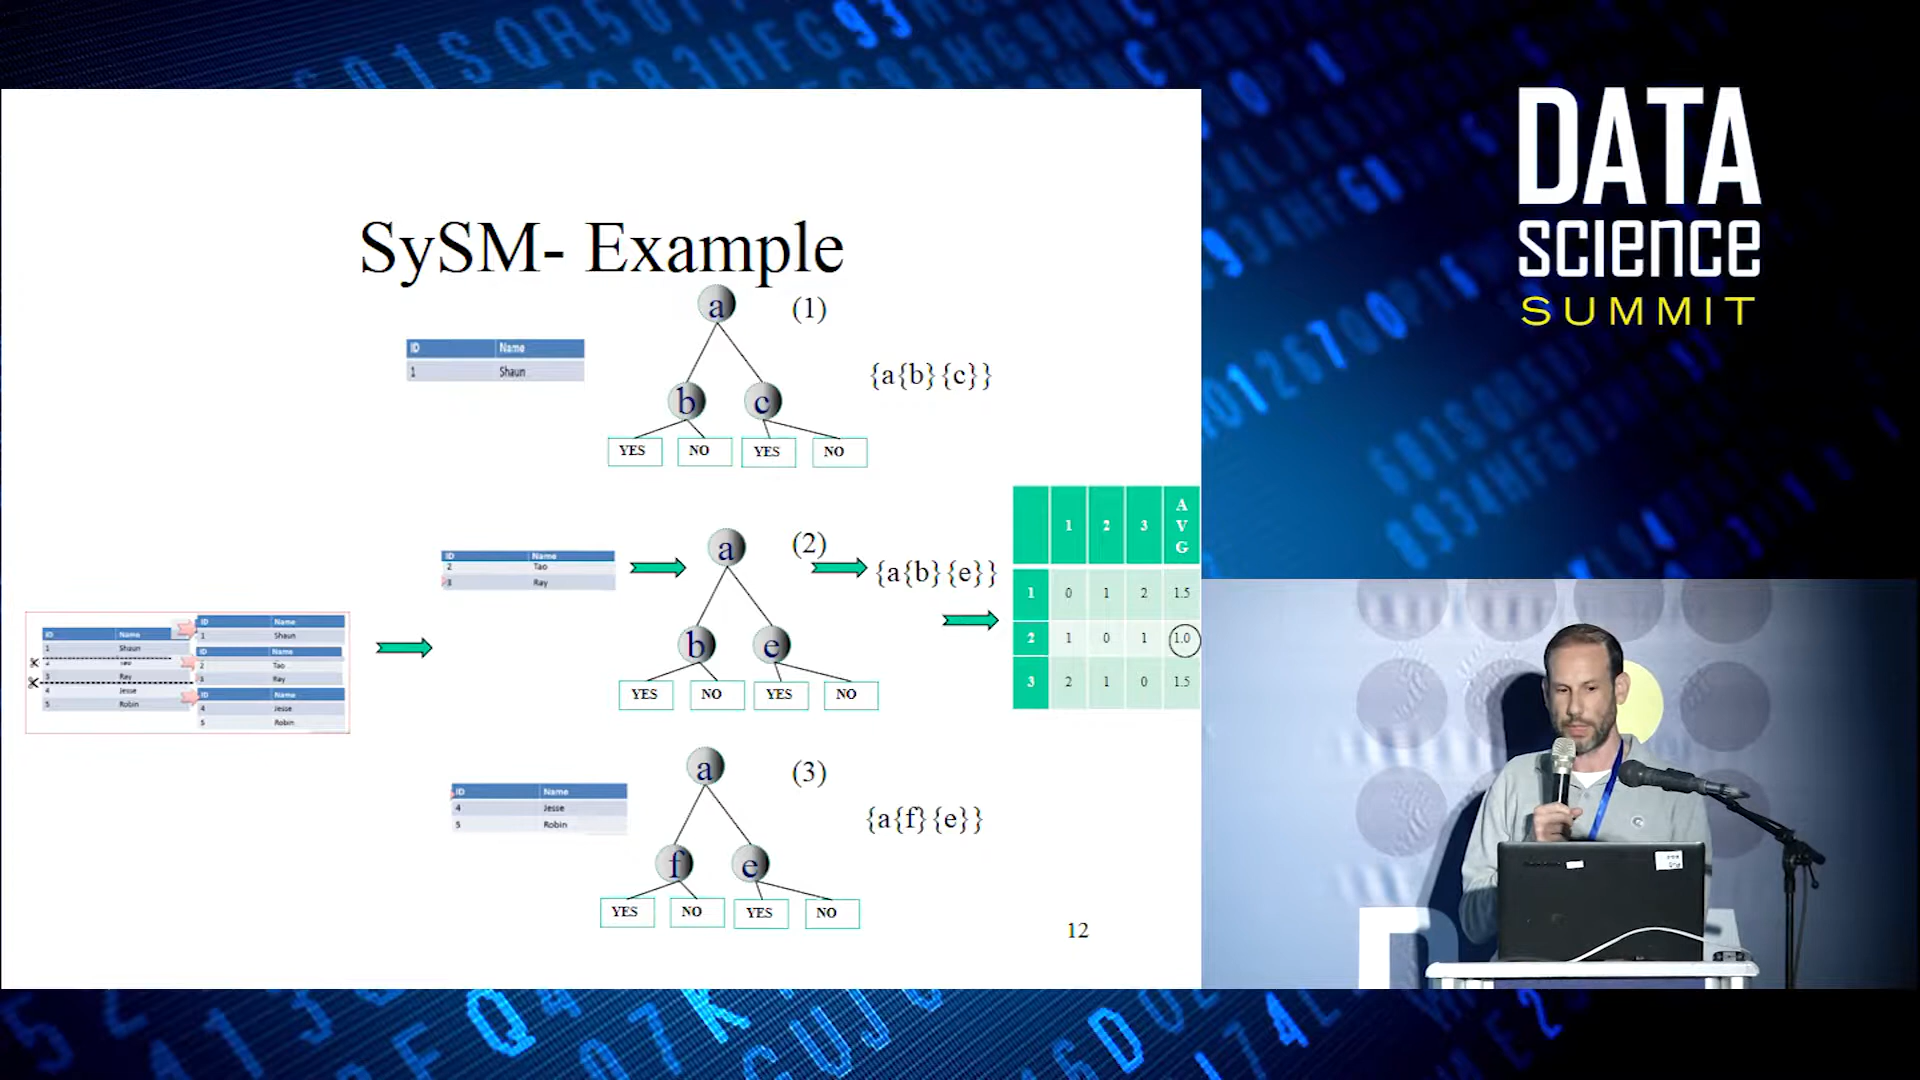 DATA
SCIENCE
SUMMIT
SySM- Example
a
(1)
ID Name
1 Shaun
{a{b}{c}}
b c
YES NO YES NO
a
(2)
ID Name
2 Tao
3 Ray
{a{b}{e}}
b e
YES NO YES NO
ID Name
1 Shaun
2 Tao
3 Ray
4 Jesse
5 Robin
ID Name
1 Shaun
ID Name
2 Tao
3 Ray
ID Name
4 Jesse
5 Robin
1 2 3 AVG
1 0 1 2 1.5
2 1 0 1 1.0
3 2 1 0 1.5
a
(3)
ID Name
4 Jesse
5 Robin
{a{f}{e}}
f e
YES NO YES NO
12